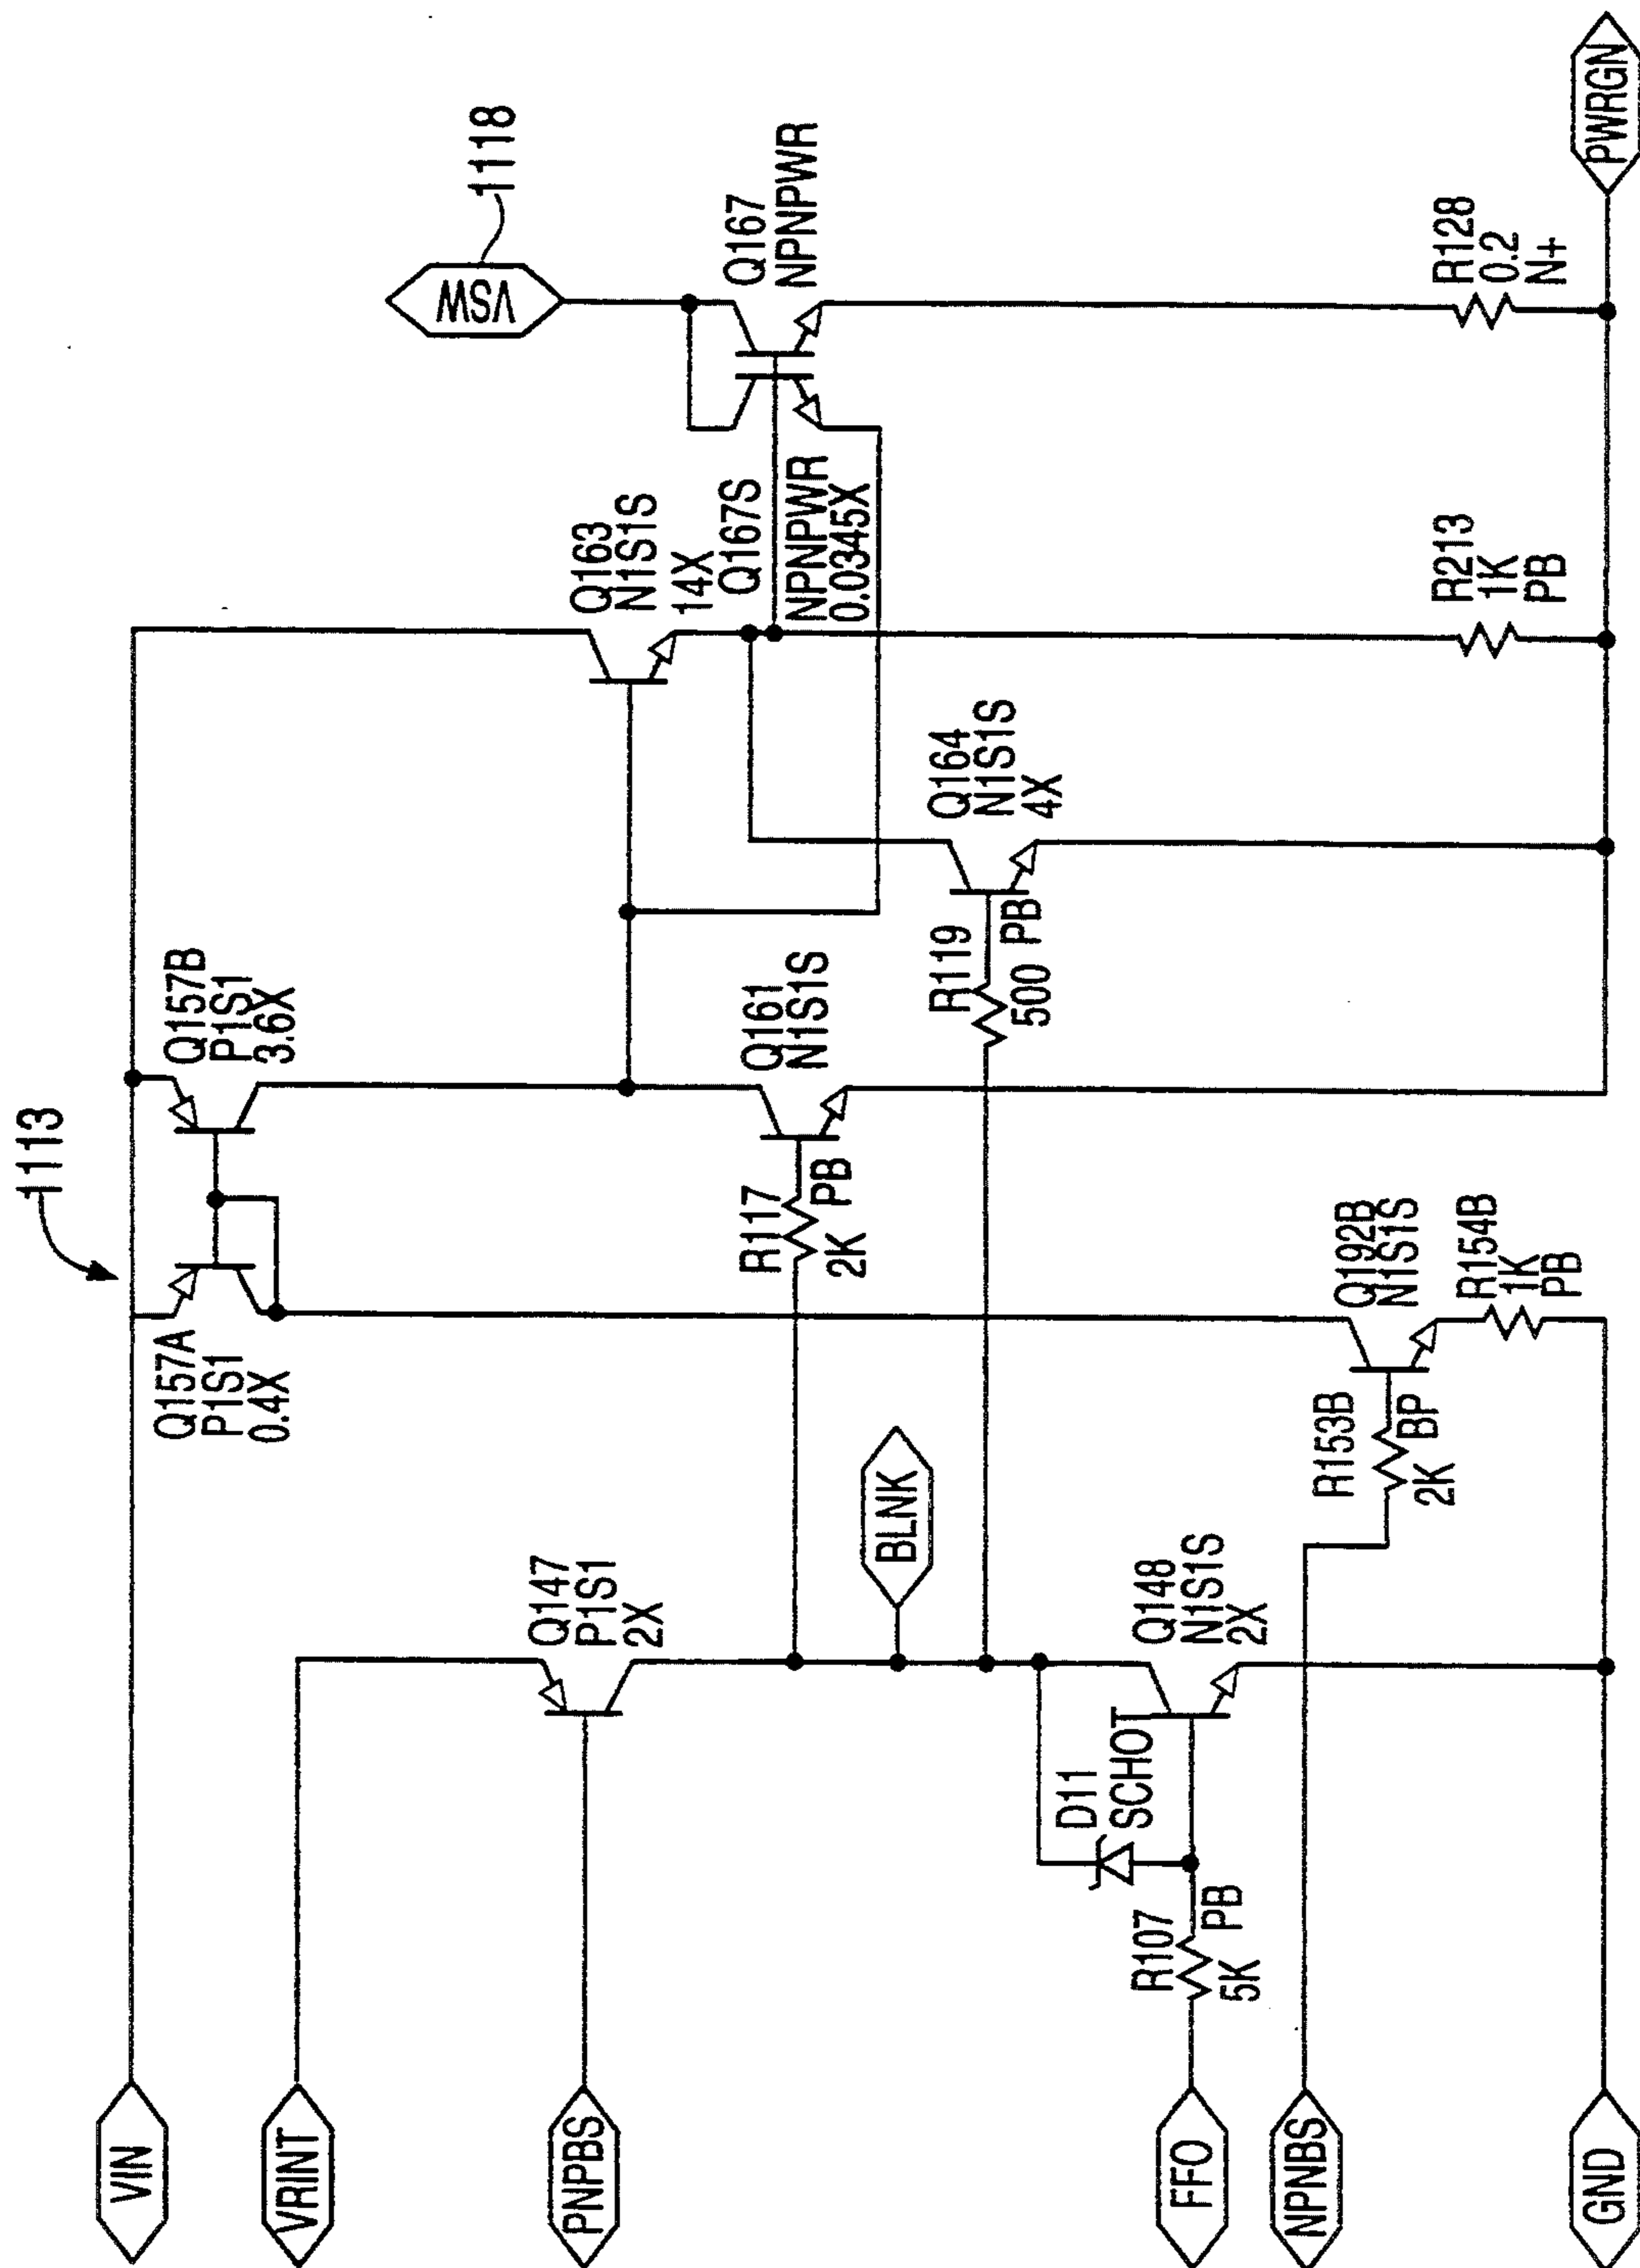 1113
VIN
VRINT
PNPBS
FFO
NPNBS
GND
Q157A
P1S1
0.4X
Q157B
P1S1
3.6X
Q147
P1S1
2X
BLNK
R117
2K PB
Q161
N1S1S
R119
500 PB
Q164
N1S1S
4X
Q163
N1S1S
14X
Q167S
NPNPWR
0.0345X
VSW
1118
Q167
NPNPWR
D11
SCHOT
Q148
N1S1S
2X
R107
5K PB
R153B
2K BP
Q192B
N1S1S
R154B
1K
PB
R213
1K
PB
R128
0.2
N+
PWRGN